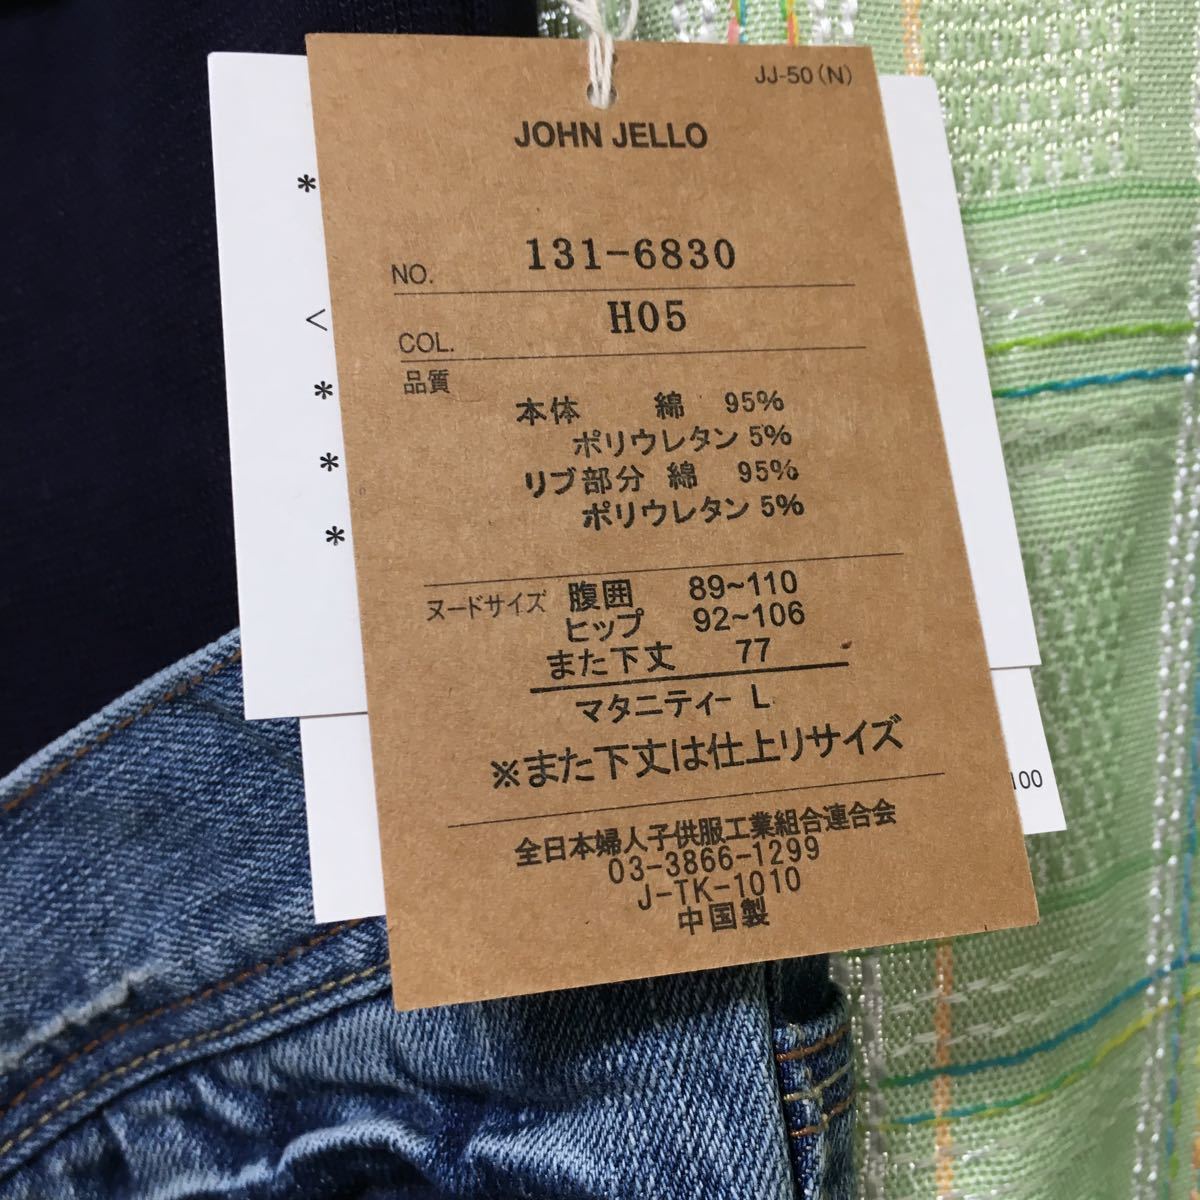 JJ-50(N)
JOHN JELLO
NO. 131-6830
COL. H05
品質
本体 綿 95%
ポリウレタン 5%
リブ部分 綿 95%
ポリウレタン 5%
ヌードサイズ 腹囲 89~110
ヒップ 92~106
また下丈 77
マタニティー L
※また下丈は仕上りサイズ
全日本婦人子供服工業組合連合会
03-3866-1299
J-TK-1010
中国製
*
<
*
*
*
100